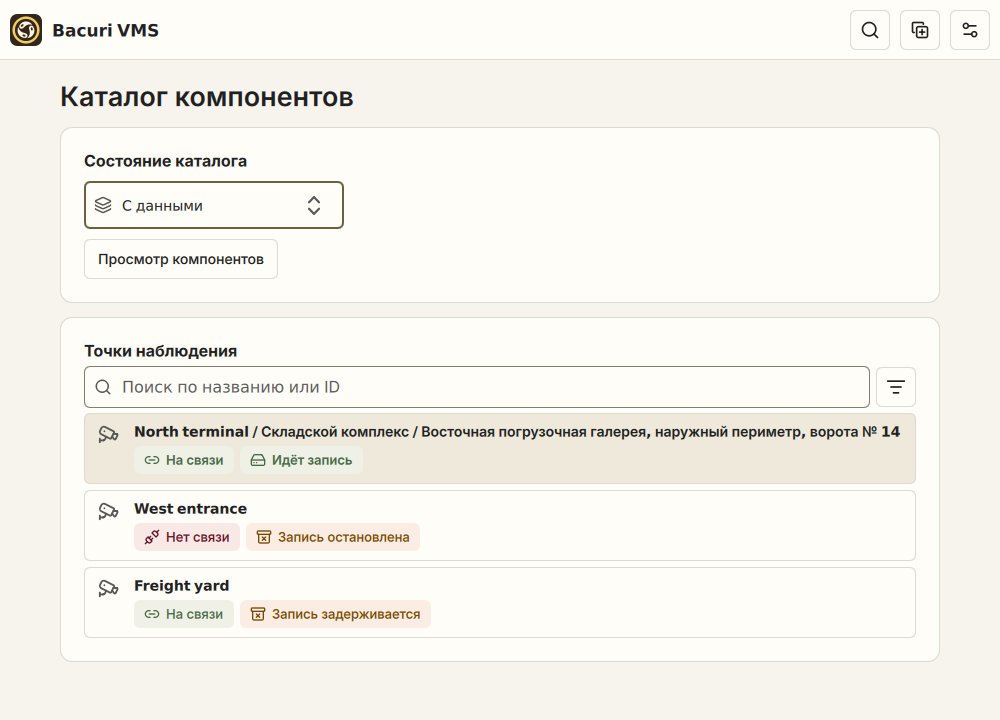 Bacuri VMS
Каталог компонентов
Состояние каталога
С данными
Просмотр компонентов
Точки наблюдения
Поиск по названию или ID
North terminal / Складской комплекс / Восточная погрузочная галерея, наружный периметр, ворота № 14
На связи Идёт запись
West entrance
Нет связи Запись остановлена
Freight yard
На связи Запись задерживается